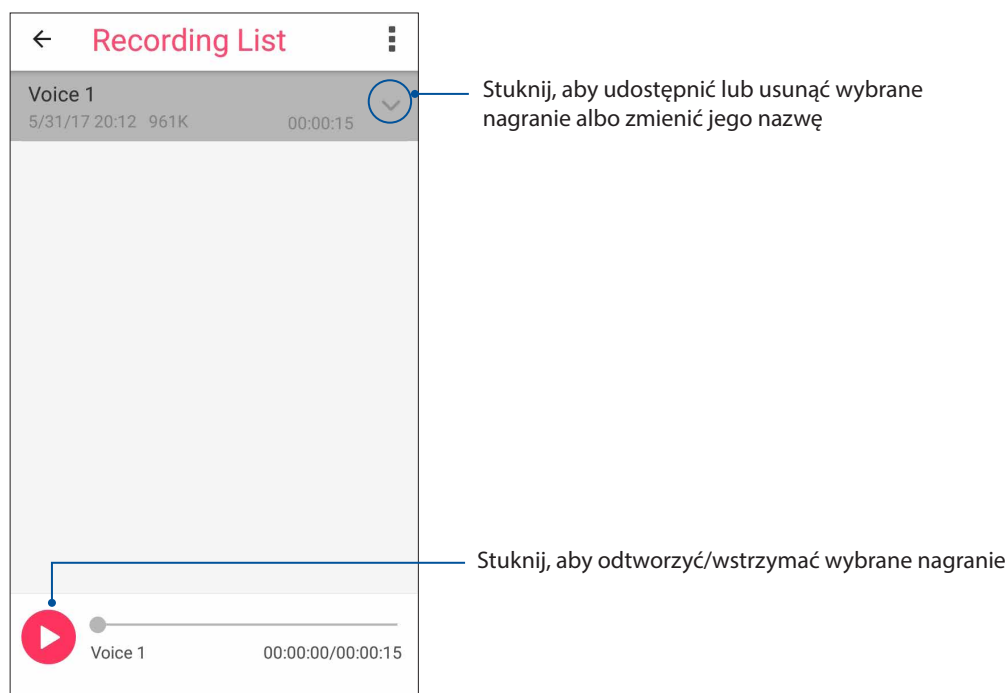 Recording List
Voice 1
5/31/17 20:12 961K 00:00:15
Stuknij, aby udostępnić lub usunąć wybrane
nagranie albo zmienić jego nazwę
Stuknij, aby odtworzyć/wstrzymać wybrane nagranie
Voice 1 00:00:00/00:00:15